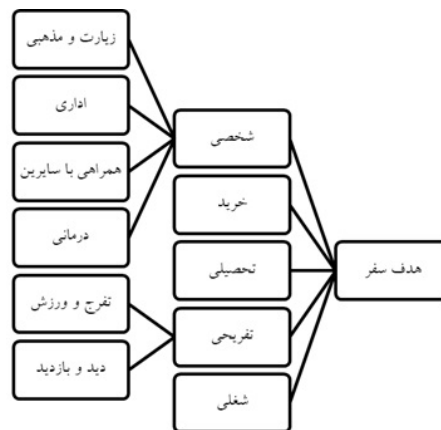 هدف سفر
شخصی
خرید
تحصیلی
تفریحی
شغلی
زیارت و مذهبی
اداری
همراهی با سایرین
درمانی
تفرج و ورزش
دید و بازدید